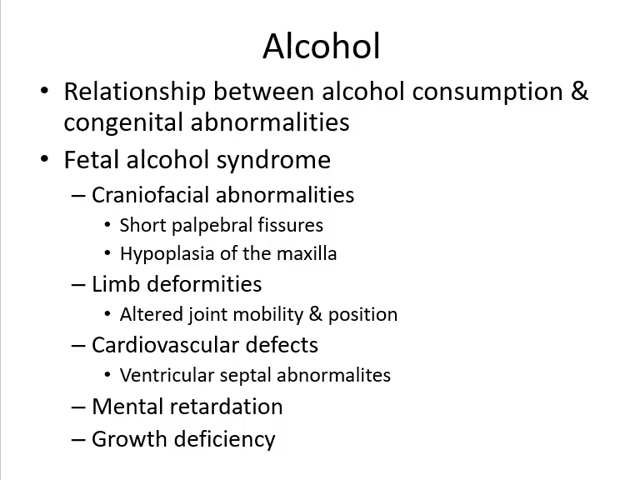 Alcohol
• Relationship between alcohol consumption &
congenital abnormalities
• Fetal alcohol syndrome
– Craniofacial abnormalities
• Short palpebral fissures
• Hypoplasia of the maxilla
– Limb deformities
• Altered joint mobility & position
– Cardiovascular defects
• Ventricular septal abnormalites
– Mental retardation
– Growth deficiency